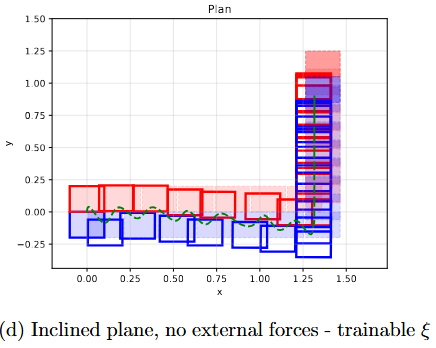 Plan
1.50
1.25
1.00
0.75
0.50
0.25
0.00
−0.25
y
0.00 0.25 0.50 0.75 1.00 1.25 1.50
x
(d) Inclined plane, no external forces - trainable ξ